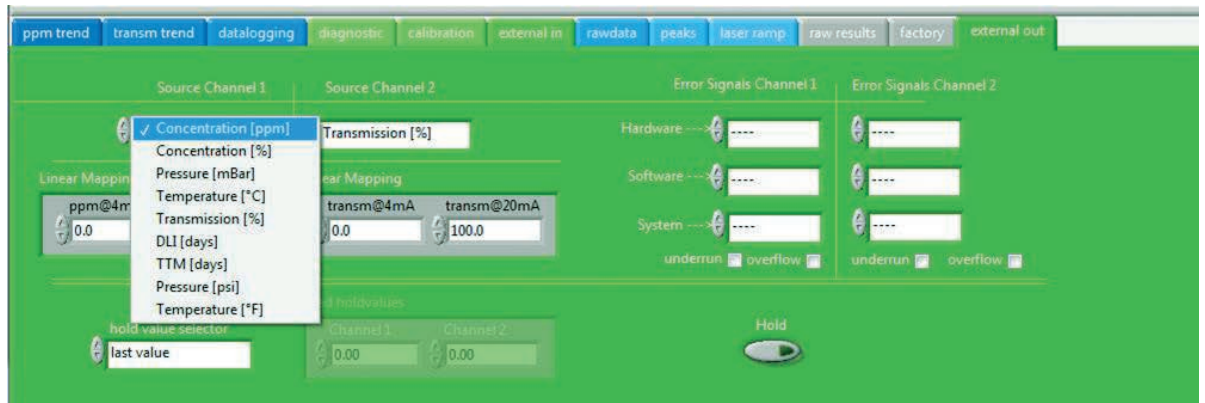 ppm trend transm trend datalogging diagnostic calibration external in rawdata peaks laser ramp raw results factory external out
Source Channel 1 Source Channel 2 Error Signals Channel 1 Error Signals Channel 2
✓ Concentration [ppm]
Concentration [%]
Pressure [mBar]
Temperature [°C]
Transmission [%]
DLI [days]
TTM [days]
Pressure [psi]
Temperature [°F]
Transmission [%]
Hardware ---> ---- ----
Linear Mappin ear Mapping
Software ---> ---- ----
ppm@4m transm@4mA transm@20mA
0.0 0.0 100.0
System ---> ---- ----
underrun overflow underrun overflow
d holdvalues
hold value selector Channel 1 Channel 2 Hold
last value 0.00 0.00